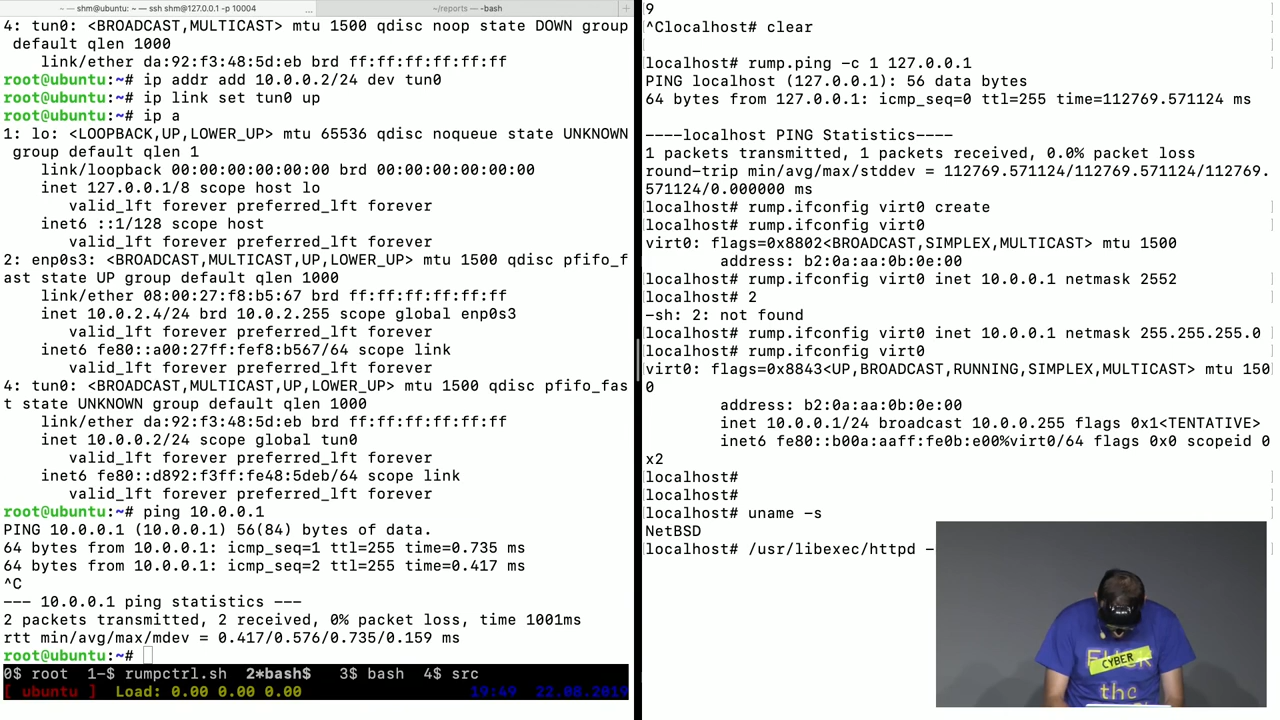 ~ — shm@ubuntu: ~ — ssh shm@127.0.0.1 -p 10004
...
~/reports — -bash
4: tun0: <BROADCAST,MULTICAST> mtu 1500 qdisc noop state DOWN group
 default qlen 1000
    link/ether da:92:f3:48:5d:eb brd ff:ff:ff:ff:ff:ff
root@ubuntu:~# ip addr add 10.0.0.2/24 dev tun0
root@ubuntu:~# ip link set tun0 up
root@ubuntu:~# ip a
1: lo: <LOOPBACK,UP,LOWER_UP> mtu 65536 qdisc noqueue state UNKNOWN
 group default qlen 1
    link/loopback 00:00:00:00:00:00 brd 00:00:00:00:00:00
    inet 127.0.0.1/8 scope host lo
       valid_lft forever preferred_lft forever
    inet6 ::1/128 scope host
       valid_lft forever preferred_lft forever
2: enp0s3: <BROADCAST,MULTICAST,UP,LOWER_UP> mtu 1500 qdisc pfifo_f
ast state UP group default qlen 1000
    link/ether 08:00:27:f8:b5:67 brd ff:ff:ff:ff:ff:ff
    inet 10.0.2.4/24 brd 10.0.2.255 scope global enp0s3
       valid_lft forever preferred_lft forever
    inet6 fe80::a00:27ff:fef8:b567/64 scope link
       valid_lft forever preferred_lft forever
4: tun0: <BROADCAST,MULTICAST,UP,LOWER_UP> mtu 1500 qdisc pfifo_fas
t state UNKNOWN group default qlen 1000
    link/ether da:92:f3:48:5d:eb brd ff:ff:ff:ff:ff:ff
    inet 10.0.0.2/24 scope global tun0
       valid_lft forever preferred_lft forever
    inet6 fe80::d892:f3ff:fe48:5deb/64 scope link
       valid_lft forever preferred_lft forever
root@ubuntu:~# ping 10.0.0.1
PING 10.0.0.1 (10.0.0.1) 56(84) bytes of data.
64 bytes from 10.0.0.1: icmp_seq=1 ttl=255 time=0.735 ms
64 bytes from 10.0.0.1: icmp_seq=2 ttl=255 time=0.417 ms
^C
--- 10.0.0.1 ping statistics ---
2 packets transmitted, 2 received, 0% packet loss, time 1001ms
rtt min/avg/max/mdev = 0.417/0.576/0.735/0.159 ms
root@ubuntu:~#
0$ root  1-$ rumpctrl.sh  2*bash$   3$ bash  4$ src
[ ubuntu ]  Load: 0.00 0.00 0.00   19:49  22.08.2019
9
^Clocalhost# clear
localhost# rump.ping -c 1 127.0.0.1
PING localhost (127.0.0.1): 56 data bytes
64 bytes from 127.0.0.1: icmp_seq=0 ttl=255 time=112769.571124 ms
----localhost PING Statistics----
1 packets transmitted, 1 packets received, 0.0% packet loss
round-trip min/avg/max/stddev = 112769.571124/112769.571124/112769.
571124/0.000000 ms
localhost# rump.ifconfig virt0 create
localhost# rump.ifconfig virt0
virt0: flags=0x8802<BROADCAST,SIMPLEX,MULTICAST> mtu 1500
        address: b2:0a:aa:0b:0e:00
localhost# rump.ifconfig virt0 inet 10.0.0.1 netmask 2552
localhost# 2
-sh: 2: not found
localhost# rump.ifconfig virt0 inet 10.0.0.1 netmask 255.255.255.0
localhost# rump.ifconfig virt0
virt0: flags=0x8843<UP,BROADCAST,RUNNING,SIMPLEX,MULTICAST> mtu 150
0
        address: b2:0a:aa:0b:0e:00
        inet 10.0.0.1/24 broadcast 10.0.0.255 flags 0x1<TENTATIVE>
        inet6 fe80::b00a:aaff:fe0b:e00%virt0/64 flags 0x0 scopeid 0
x2
localhost#
localhost#
localhost# uname -s
NetBSD
localhost# /usr/libexec/httpd -
CYBER
the